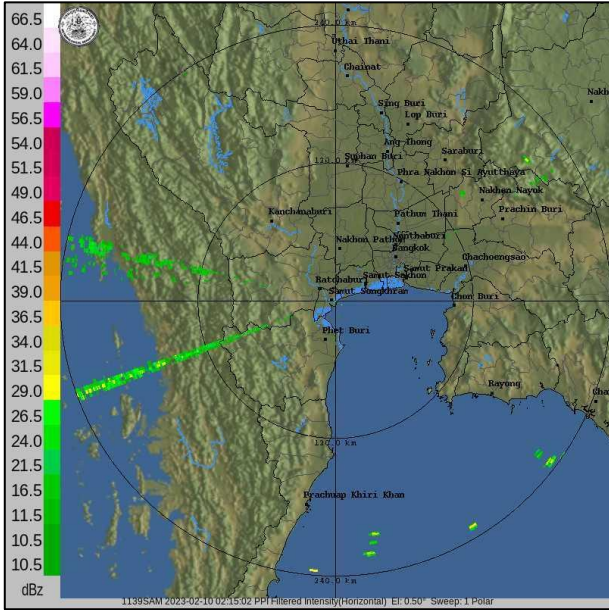 66.5
64.0
61.5
59.0
56.5
54.0
51.5
49.0
46.5
44.0
41.5
39.0
36.5
34.0
31.5
29.0
26.5
24.0
21.5
16.5
11.5
10.5
10.5
dBz
240.0 km
Uthai Thani
Chainat
Nakh
Sing Buri
Lop Buri
Ang Thong
Saraburi
120.0 km
Suphan Buri
Phra Nakhon Si Ayutthaya
Nakhon Nayok
Kanchanaburi
Pathum Thani
Prachin Buri
Nonthaburi
Nakhon Pathom
Bangkok
Chachoengsao
Samut Prakan
Ratchaburi
Samut Sakhon
Samut Songkhram
Chon Buri
Phet Buri
Rayong
Cha
120.0 km
Prachuap Khiri Khan
240.0 km
1139SAM 2023-02-10 02:15:02 PPI Filtered Intensity(Horizontal) El: 0.50° Sweep: 1 Polar